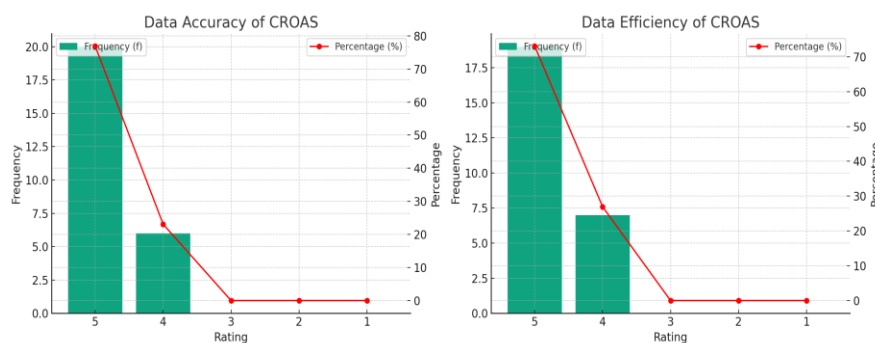 Data Accuracy of CROAS
Frequency (f)
Percentage (%)
20.0
17.5
15.0
12.5
10.0
7.5
5.0
2.5
0.0
Frequency
80
70
60
50
40
30
20
10
0
Percentage
5 4 3 2 1
Rating
Data Efficiency of CROAS
Frequency (f)
Percentage (%)
17.5
15.0
12.5
10.0
7.5
5.0
2.5
0.0
Frequency
70
60
50
40
30
20
10
0
Percentage
5 4 3 2 1
Rating